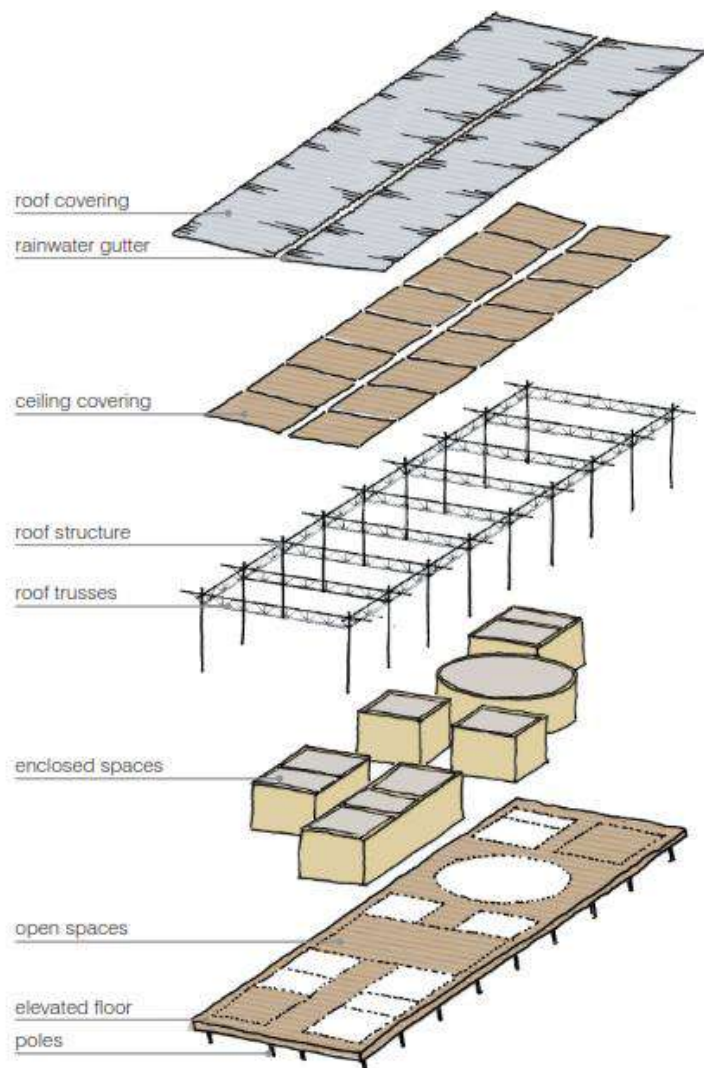 roof covering
rainwater gutter
ceiling covering
roof structure
roof trusses
enclosed spaces
open spaces
elevated floor
poles